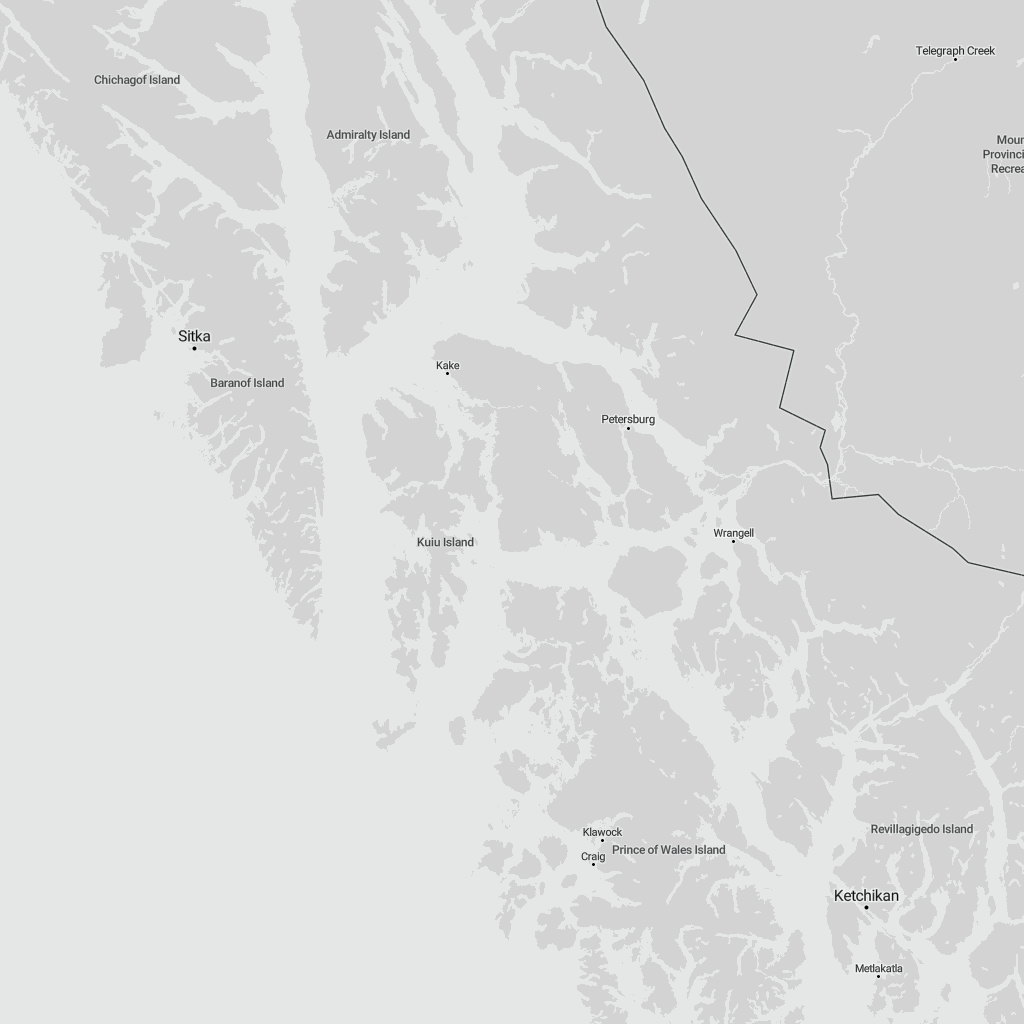 Telegraph Creek
Chichagof Island
Admiralty Island
Moun
Provinci
Recrea
Sitka
Kake
Baranof Island
Petersburg
Wrangell
Kuiu Island
Revillagigedo Island
Klawock
Prince of Wales Island
Craig
Ketchikan
Metlakatla